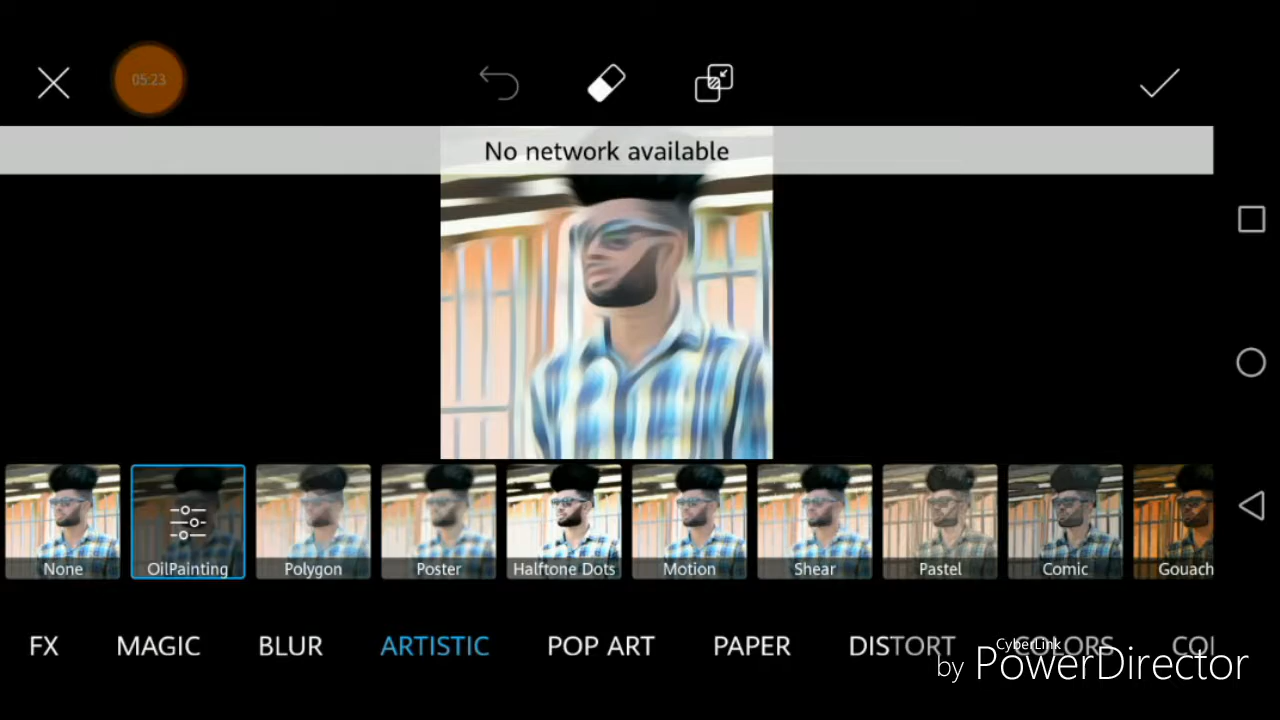 05:23
No network available
None OilPainting Polygon Poster Halftone Dots Motion Shear Pastel Comic Gouach
FX MAGIC BLUR ARTISTIC POP ART PAPER DISTORT COLORS
CyberLink
by PowerDirector